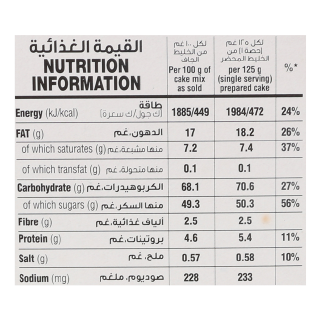 القيمة الغذائية
NUTRITION
INFORMATION
لكل ١٠٠ غم
من الخليط
الجاف
Per 100 g of
cake mix
as sold
لكل ١٢٥ غم
(حصة ١) من
الخليط المحضر
per 125 g
(single serving)
prepared cake
%*
Energy (kJ/kcal) طاقة (ك جول/ك سعرة) 1885/449 1984/472 24%
FAT (g) الدهون.غم 17 18.2 26%
of which saturates (g) منها مشبعة.غم 7.2 7.4 37%
of which transfat (g) منها متحولة.غم 0.1 0.1
Carbohydrate (g) الكربوهيدرات.غم 68.1 70.6 27%
of which sugars (g) منها سكر.غم 49.3 50.3 56%
Fibre (g) ألياف غذائية.غم 2.5 2.5
Protein (g) بروتينات.غم 4.6 5.4 11%
Salt (g) ملح.غم 0.57 0.58 10%
Sodium (mg) صوديوم.ملغم 228 233